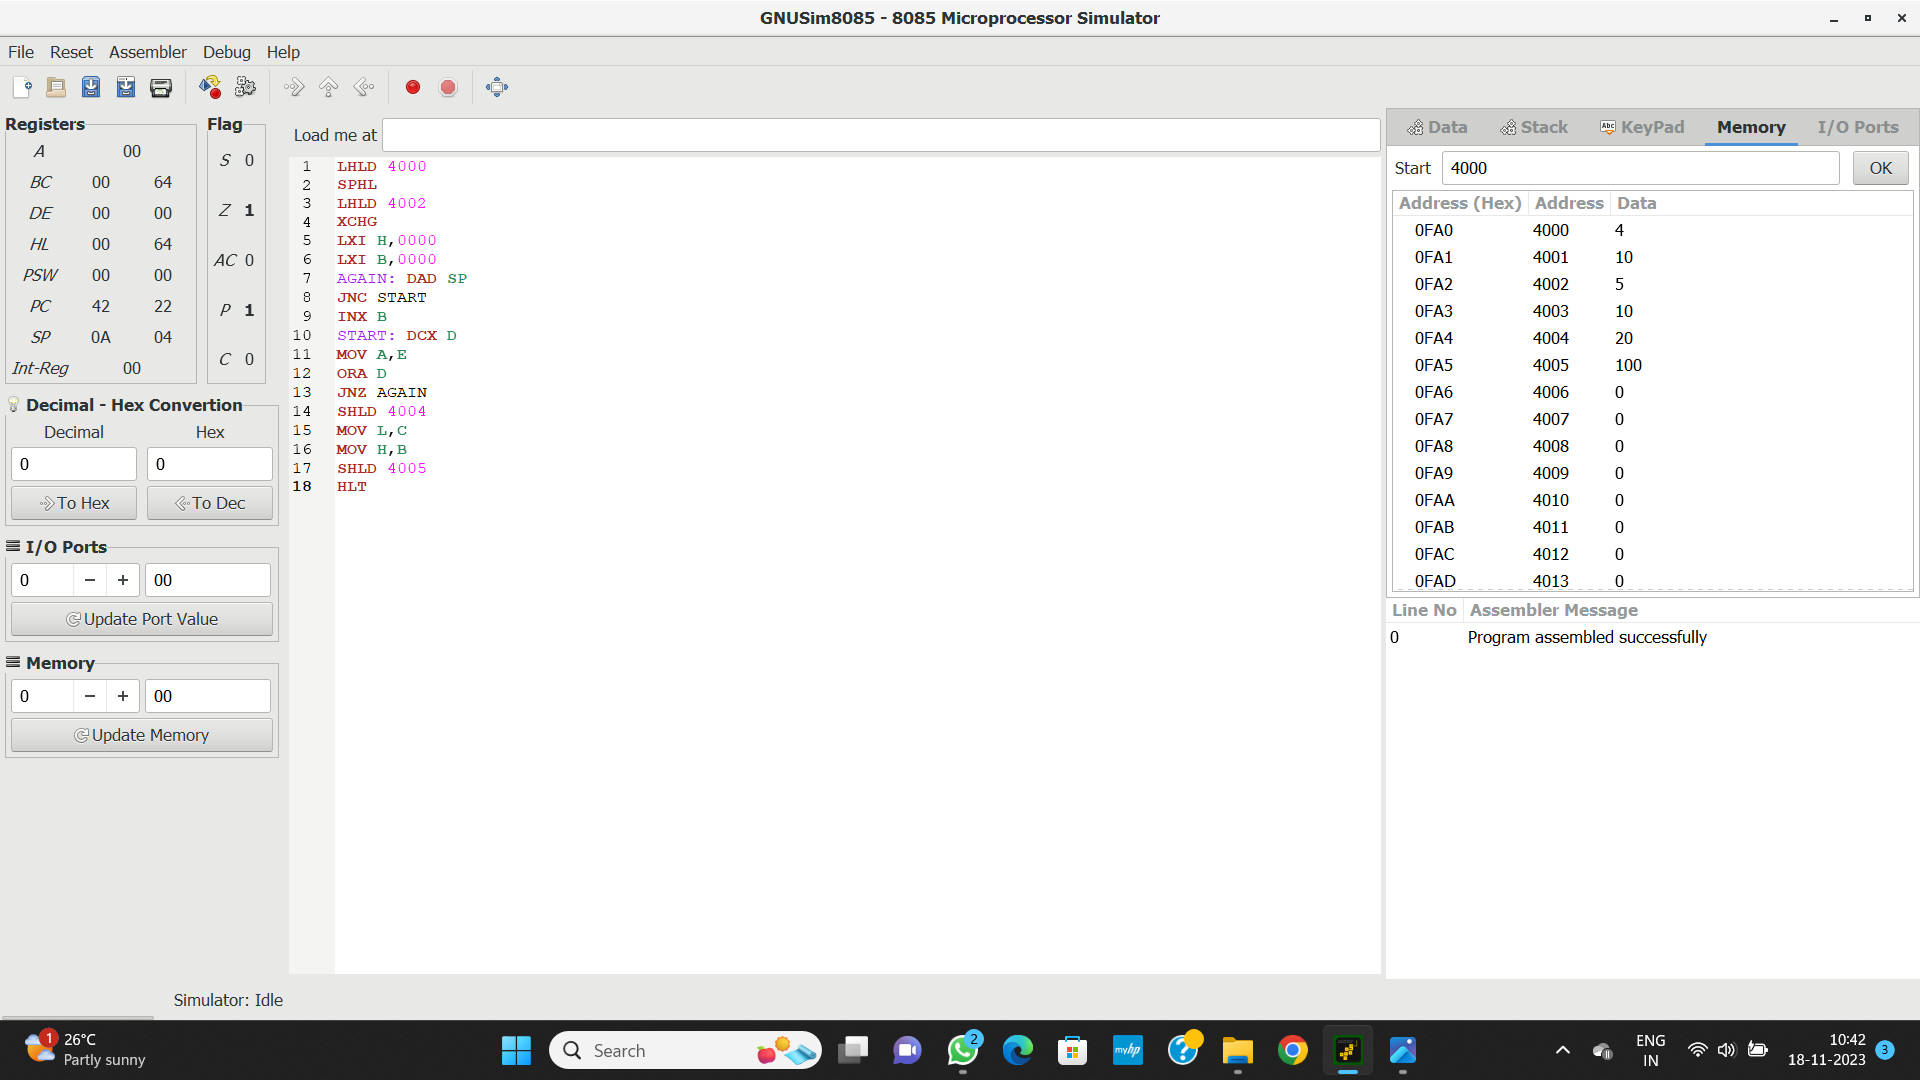 GNUSim8085 - 8085 Microprocessor Simulator
File Reset Assembler Debug Help
Registers
A 00
BC 00 64
DE 00 00
HL 00 64
PSW 00 00
PC 42 22
SP 0A 04
Int-Reg 00
Flag
S 0
Z 1
AC 0
P 1
C 0
Decimal - Hex Convertion
Decimal Hex
0 0
To Hex To Dec
I/O Ports
0 − + 00
Update Port Value
Memory
0 − + 00
Update Memory
Load me at
1 LHLD 4000
2 SPHL
3 LHLD 4002
4 XCHG
5 LXI H,0000
6 LXI B,0000
7 AGAIN: DAD SP
8 JNC START
9 INX B
10 START: DCX D
11 MOV A,E
12 ORA D
13 JNZ AGAIN
14 SHLD 4004
15 MOV L,C
16 MOV H,B
17 SHLD 4005
18 HLT
Data Stack Abc KeyPad Memory I/O Ports
Start 4000 OK
Address (Hex) Address Data
0FA0 4000 4
0FA1 4001 10
0FA2 4002 5
0FA3 4003 10
0FA4 4004 20
0FA5 4005 100
0FA6 4006 0
0FA7 4007 0
0FA8 4008 0
0FA9 4009 0
0FAA 4010 0
0FAB 4011 0
0FAC 4012 0
0FAD 4013 0
Line No Assembler Message
0 Program assembled successfully
Simulator: Idle
1
26°C
Partly sunny
Search
2
myhp
ENG
IN
10:42
18-11-2023
3